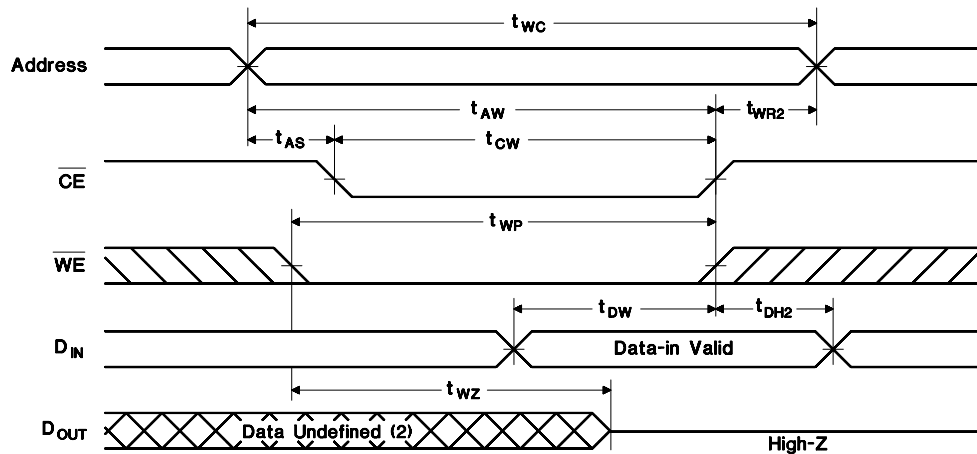 tWC
Address
tAW
tWR2
tAS
tCW
CE
tWP
WE
tDW
tDH2
DIN
Data-in Valid
tWZ
DOUT
Data Undefined (2)
High-Z